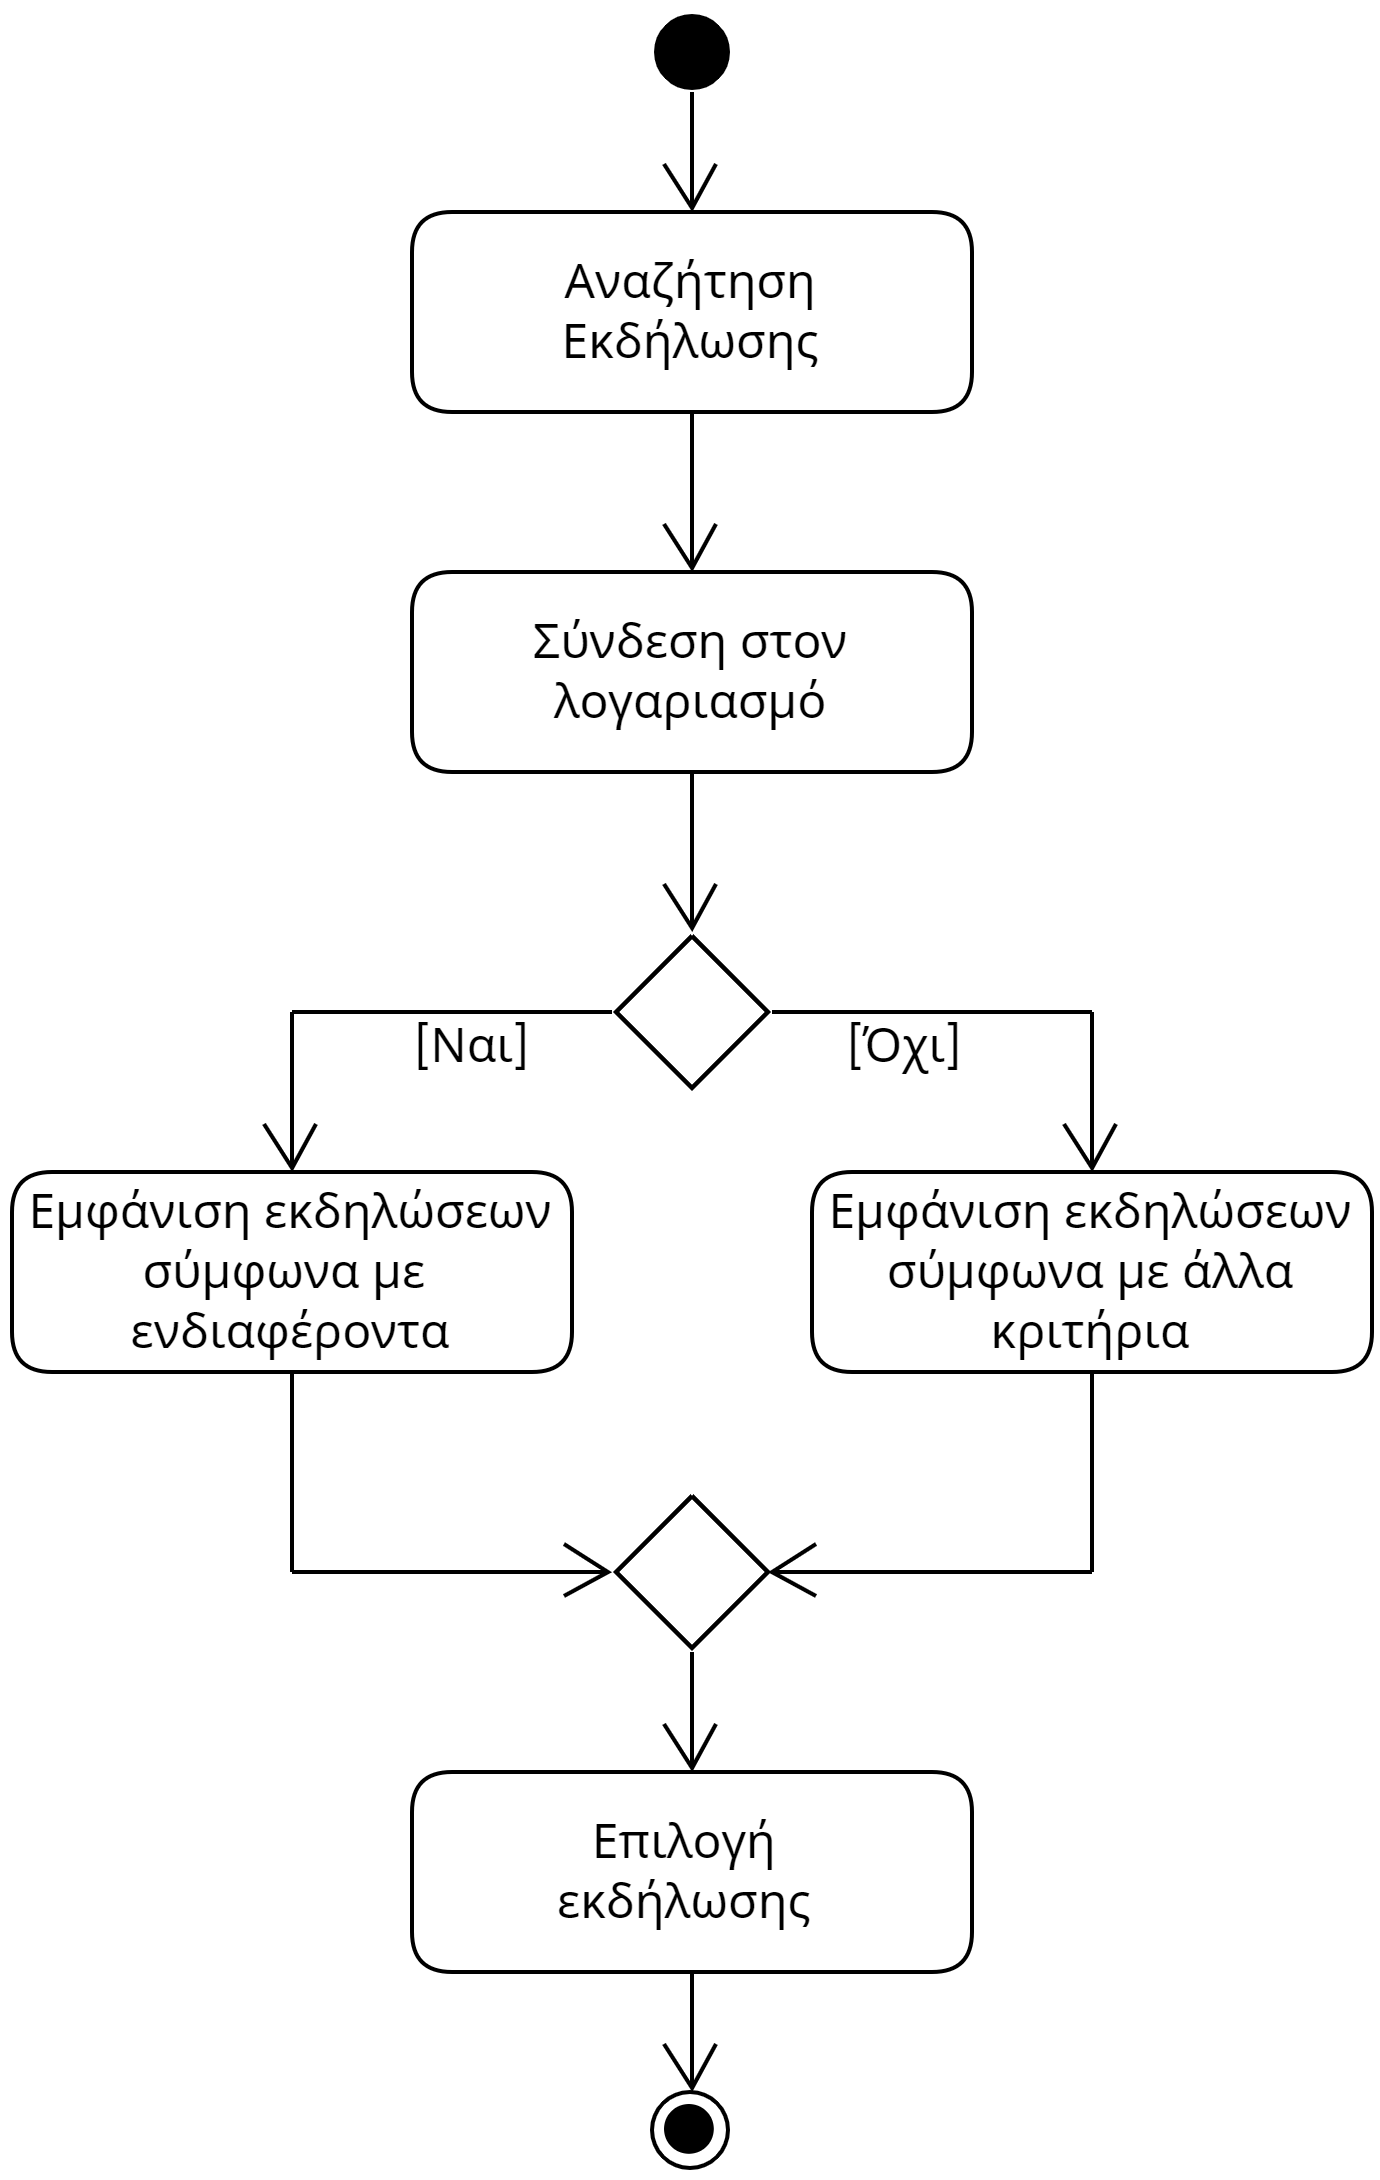 Αναζήτηση
Εκδήλωσης
Σύνδεση στον
λογαριασμό
[Ναι]
[Όχι]
Εμφάνιση εκδηλώσεων
σύμφωνα με
ενδιαφέροντα
Εμφάνιση εκδηλώσεων
σύμφωνα με άλλα
κριτήρια
Επιλογή
εκδήλωσης